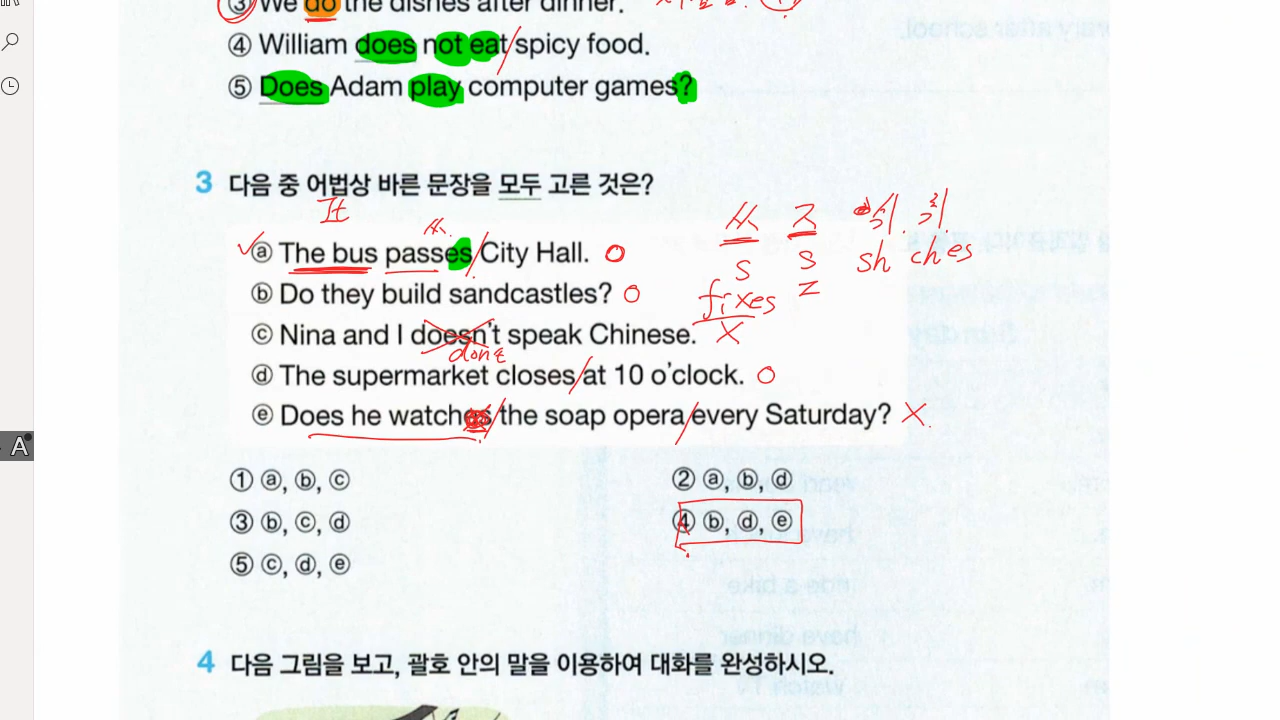 ③ We do the dishes after dinner.
④ William does not eat spicy food.
⑤ Does Adam play computer games?
3 다음 중 어법상 바른 문장을 모두 고른 것은?
It
ㅆ ㅈ 쉬 취
ㅆ
ⓐ The bus passes City Hall. O
s s sh ch es
ⓑ Do they build sandcastles? O
fixes z
ⓒ Nina and I doesn't speak Chinese. X
don't
ⓓ The supermarket closes at 10 o'clock. O
ⓔ Does he watches the soap opera every Saturday? X
① ⓐ, ⓑ, ⓒ
② ⓐ, ⓑ, ⓓ
③ ⓑ, ⓒ, ⓓ
④ ⓑ, ⓓ, ⓔ
⑤ ⓒ, ⓓ, ⓔ
4 다음 그림을 보고, 괄호 안의 말을 이용하여 대화를 완성하시오.